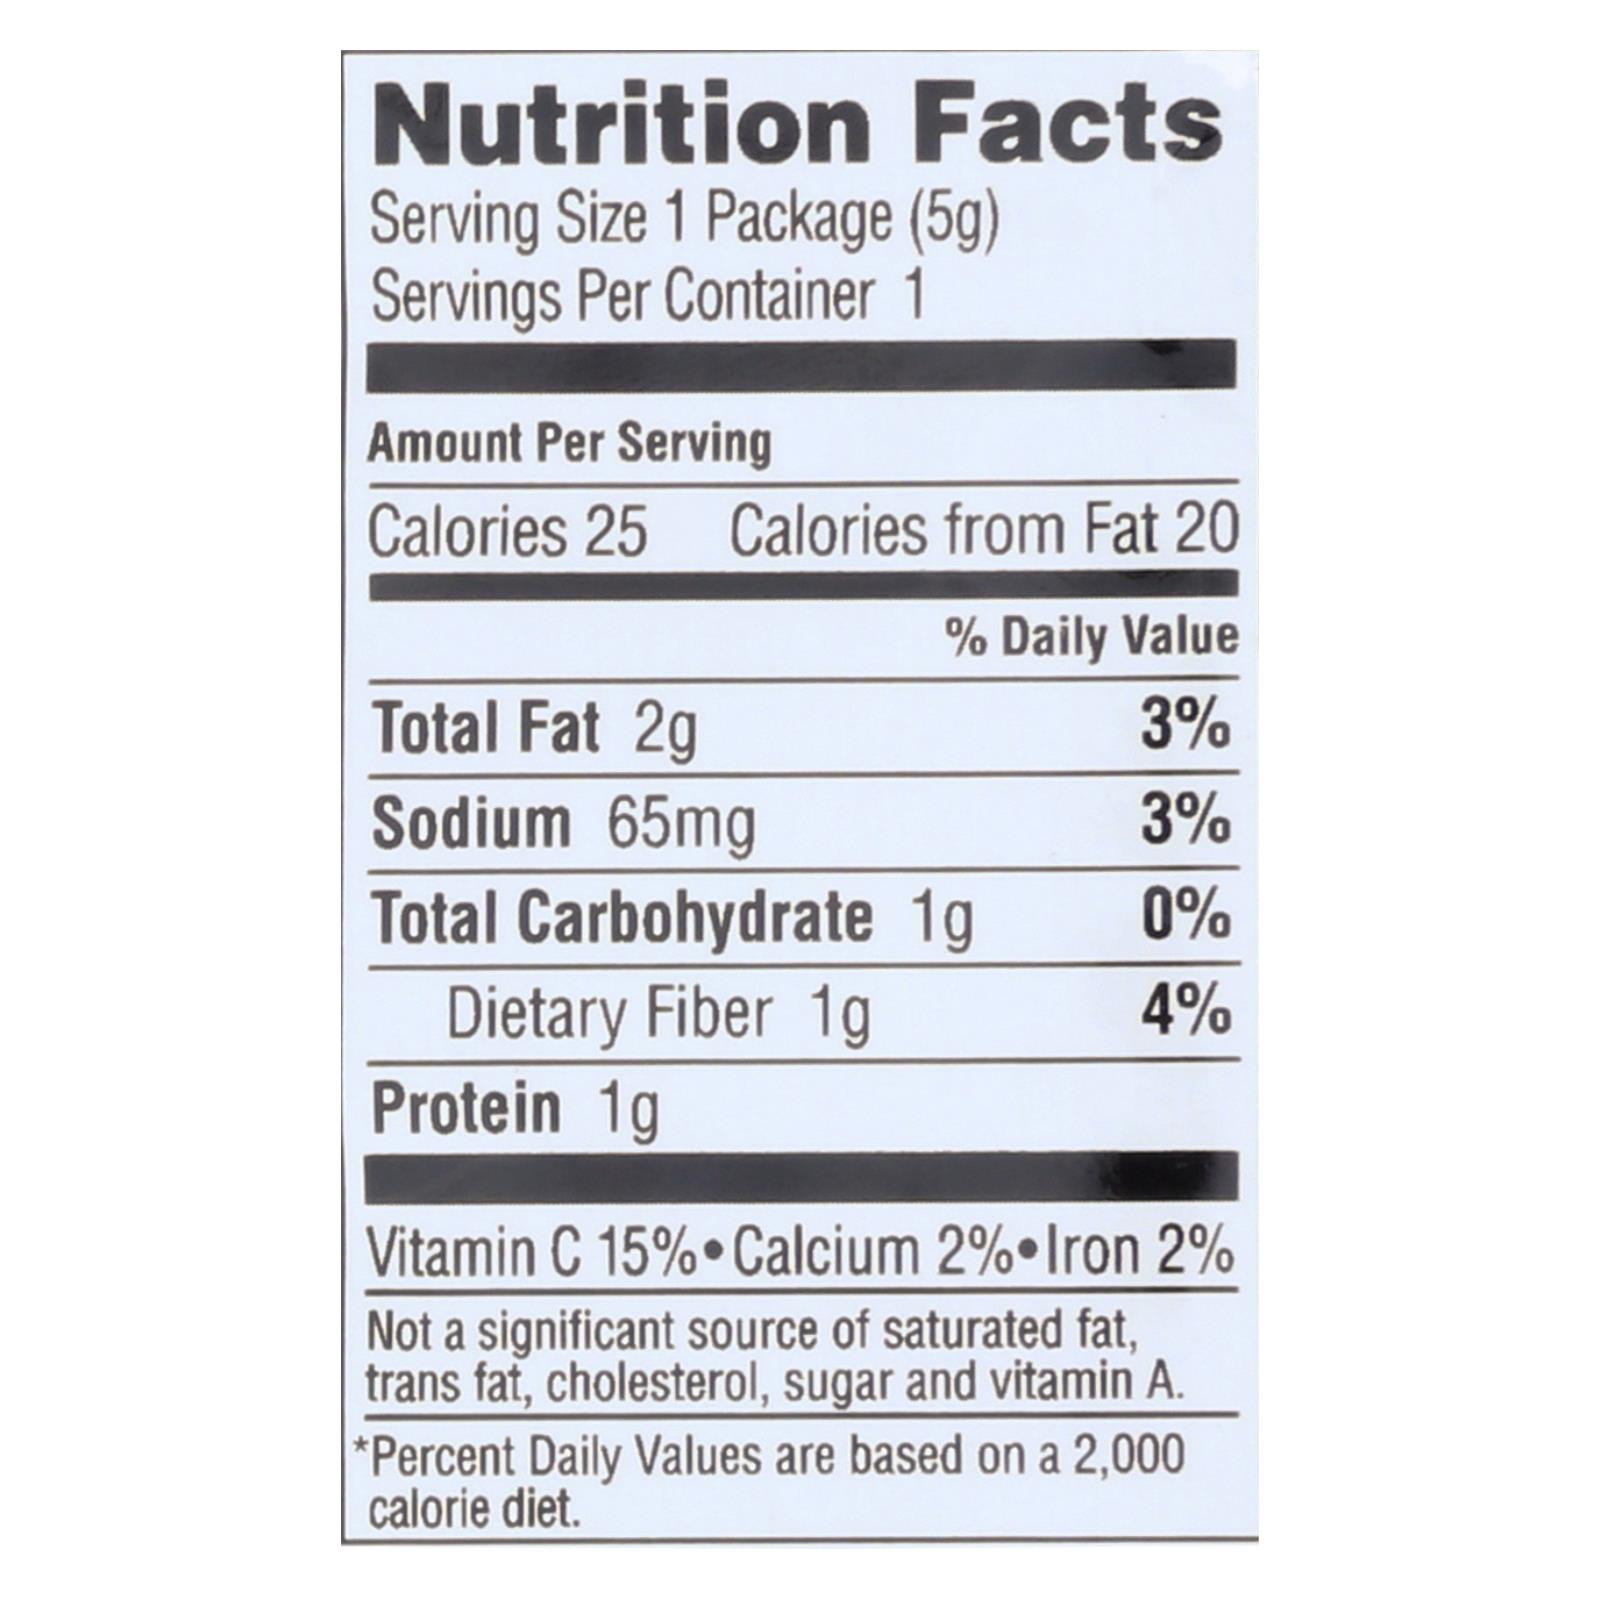 Nutrition Facts
Serving Size 1 Package (5g)
Servings Per Container 1
Amount Per Serving
Calories 25 Calories from Fat 20
% Daily Value
Total Fat 2g 3%
Sodium 65mg 3%
Total Carbohydrate 1g 0%
Dietary Fiber 1g 4%
Protein 1g
Vitamin C 15%•Calcium 2%•Iron 2%
Not a significant source of saturated fat,
trans fat, cholesterol, sugar and vitamin A.
*Percent Daily Values are based on a 2,000
calorie diet.